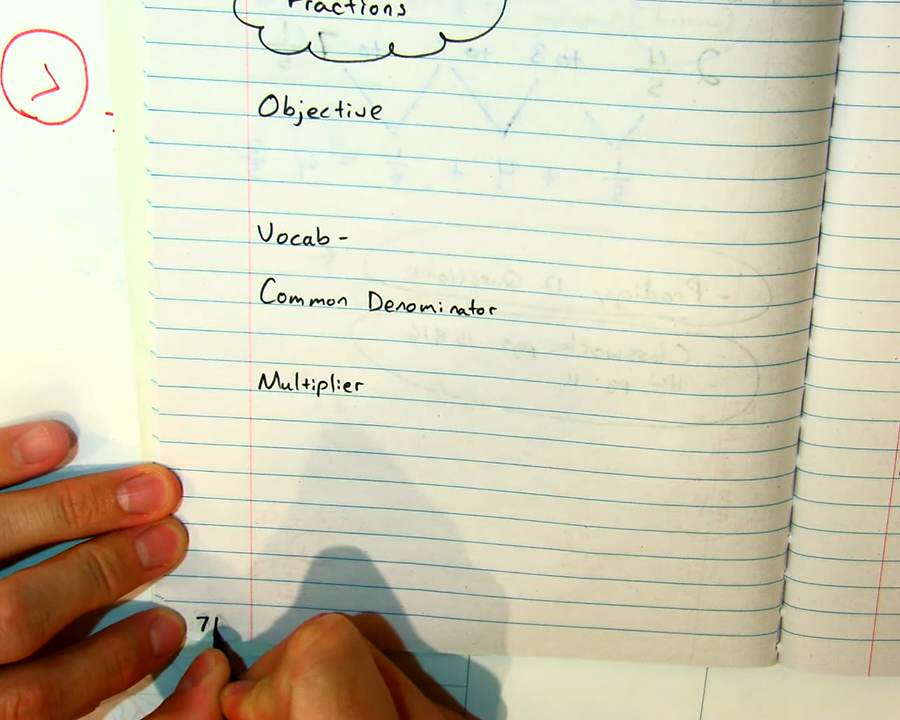 Fractions
Objective
Vocab -
Common Denominator
Multiplier
71